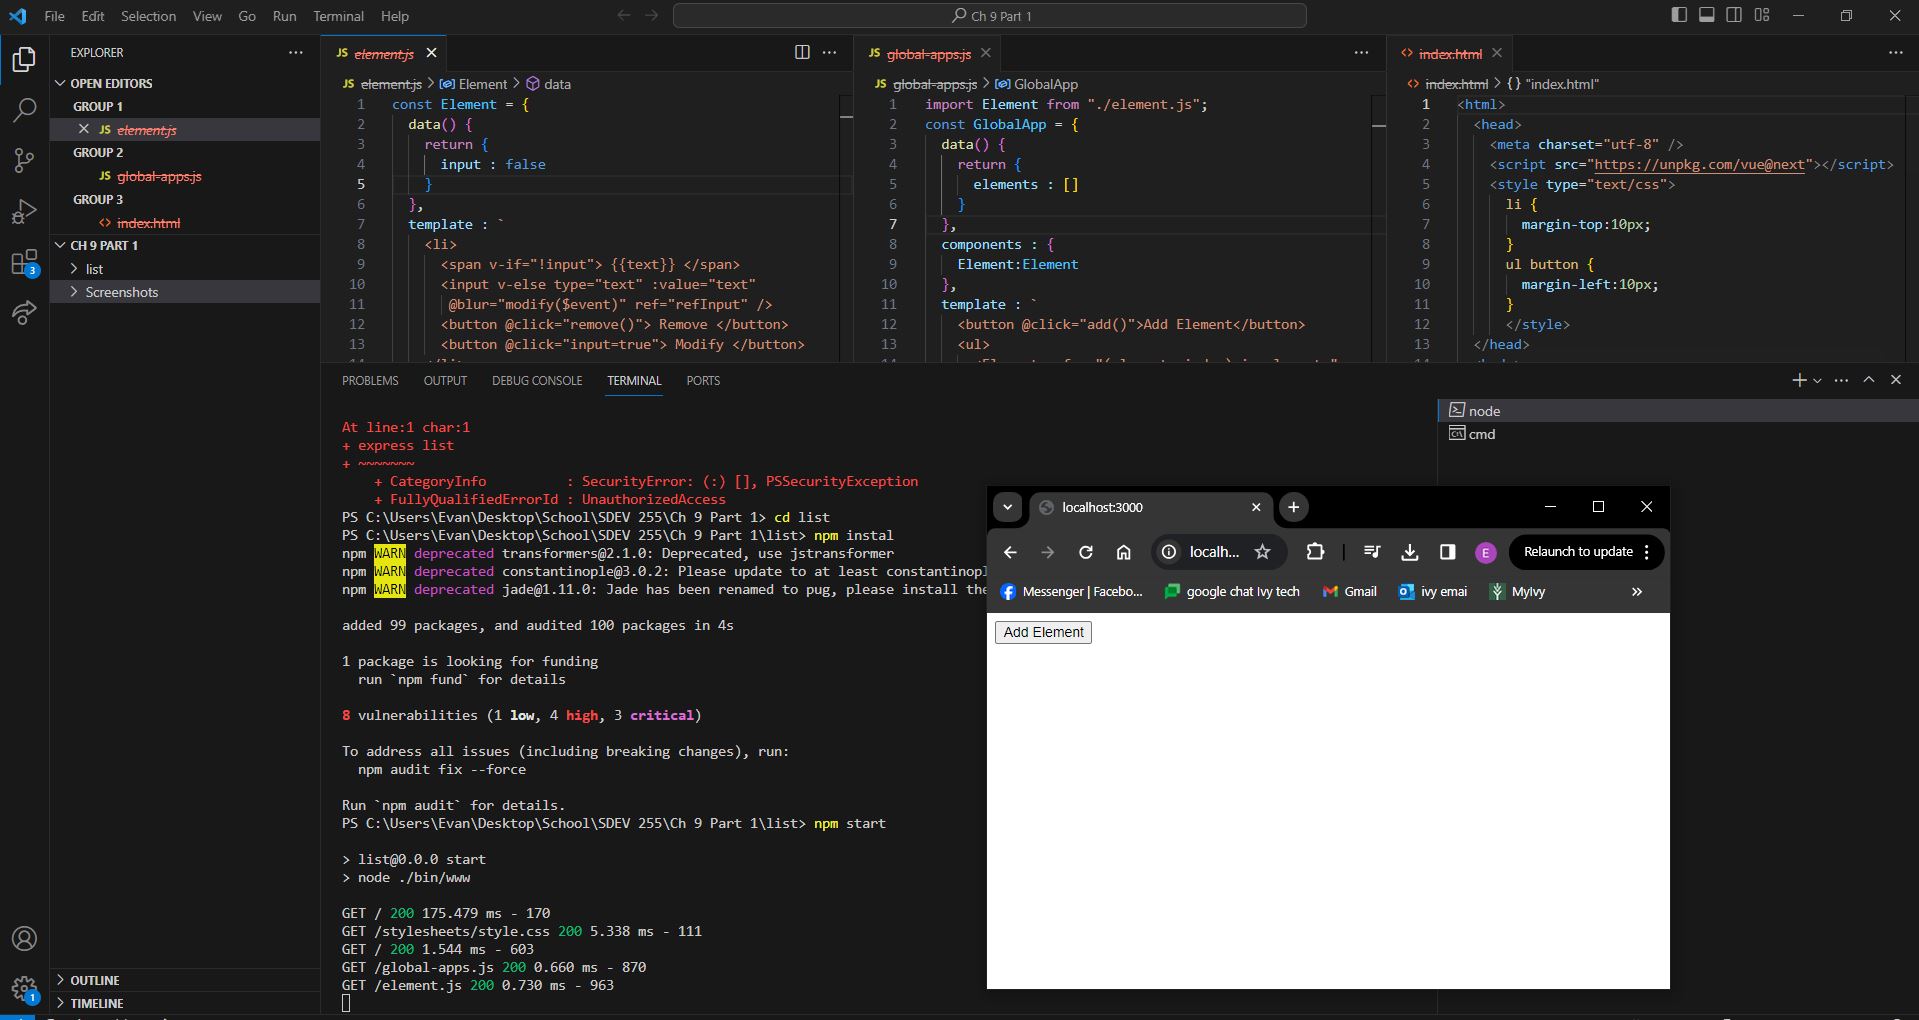 File Edit Selection View Go Run Terminal Help
Ch 9 Part 1
EXPLORER
OPEN EDITORS
GROUP 1
JS element.js
GROUP 2
JS global-apps.js
GROUP 3
index.html
CH 9 PART 1
list
Screenshots
OUTLINE
TIMELINE
3
1
JS element.js
JS element.js > Element > data
1 const Element = {
2 data() {
3 return {
4 input : false
5 }
6 },
7 template : `
8 <li>
9 <span v-if="!input"> {{text}} </span>
10 <input v-else type="text" :value="text"
11 @blur="modify($event)" ref="refInput" />
12 <button @click="remove()"> Remove </button>
13 <button @click="input=true"> Modify </button>
JS global-apps.js
JS global-apps.js > GlobalApp
1 import Element from "./element.js";
2 const GlobalApp = {
3 data() {
4 return {
5 elements : []
6 }
7 },
8 components : {
9 Element:Element
10 },
11 template : `
12 <button @click="add()">Add Element</button>
13 <ul>
<> index.html
<> index.html > {} "index.html"
1 <html>
2 <head>
3 <meta charset="utf-8" />
4 <script src="https://unpkg.com/vue@next"></script>
5 <style type="text/css">
6 li {
7 margin-top:10px;
8 }
9 ul button {
10 margin-left:10px;
11 }
12 </style>
13 </head>
PROBLEMS OUTPUT DEBUG CONSOLE TERMINAL PORTS
At line:1 char:1
+ express list
+ ~~~~~~~
+ CategoryInfo : SecurityError: (:) [], PSSecurityException
+ FullyQualifiedErrorId : UnauthorizedAccess
PS C:\Users\Evan\Desktop\School\SDEV 255\Ch 9 Part 1> cd list
PS C:\Users\Evan\Desktop\School\SDEV 255\Ch 9 Part 1\list> npm instal
npm WARN deprecated transformers@2.1.0: Deprecated, use jstransformer
npm WARN deprecated constantinople@3.0.2: Please update to at least constantinopl
npm WARN deprecated jade@1.11.0: Jade has been renamed to pug, please install the
added 99 packages, and audited 100 packages in 4s
1 package is looking for funding
run `npm fund` for details
8 vulnerabilities (1 low, 4 high, 3 critical)
To address all issues (including breaking changes), run:
npm audit fix --force
Run `npm audit` for details.
PS C:\Users\Evan\Desktop\School\SDEV 255\Ch 9 Part 1\list> npm start
> list@0.0.0 start
> node ./bin/www
GET / 200 175.479 ms - 170
GET /stylesheets/style.css 200 5.338 ms - 111
GET / 200 1.544 ms - 603
GET /global-apps.js 200 0.660 ms - 870
GET /element.js 200 0.730 ms - 963
node
cmd
localhost:3000
localh...
E
Relaunch to update
Messenger | Facebo... google chat Ivy tech Gmail ivy emai MyIvy
Add Element